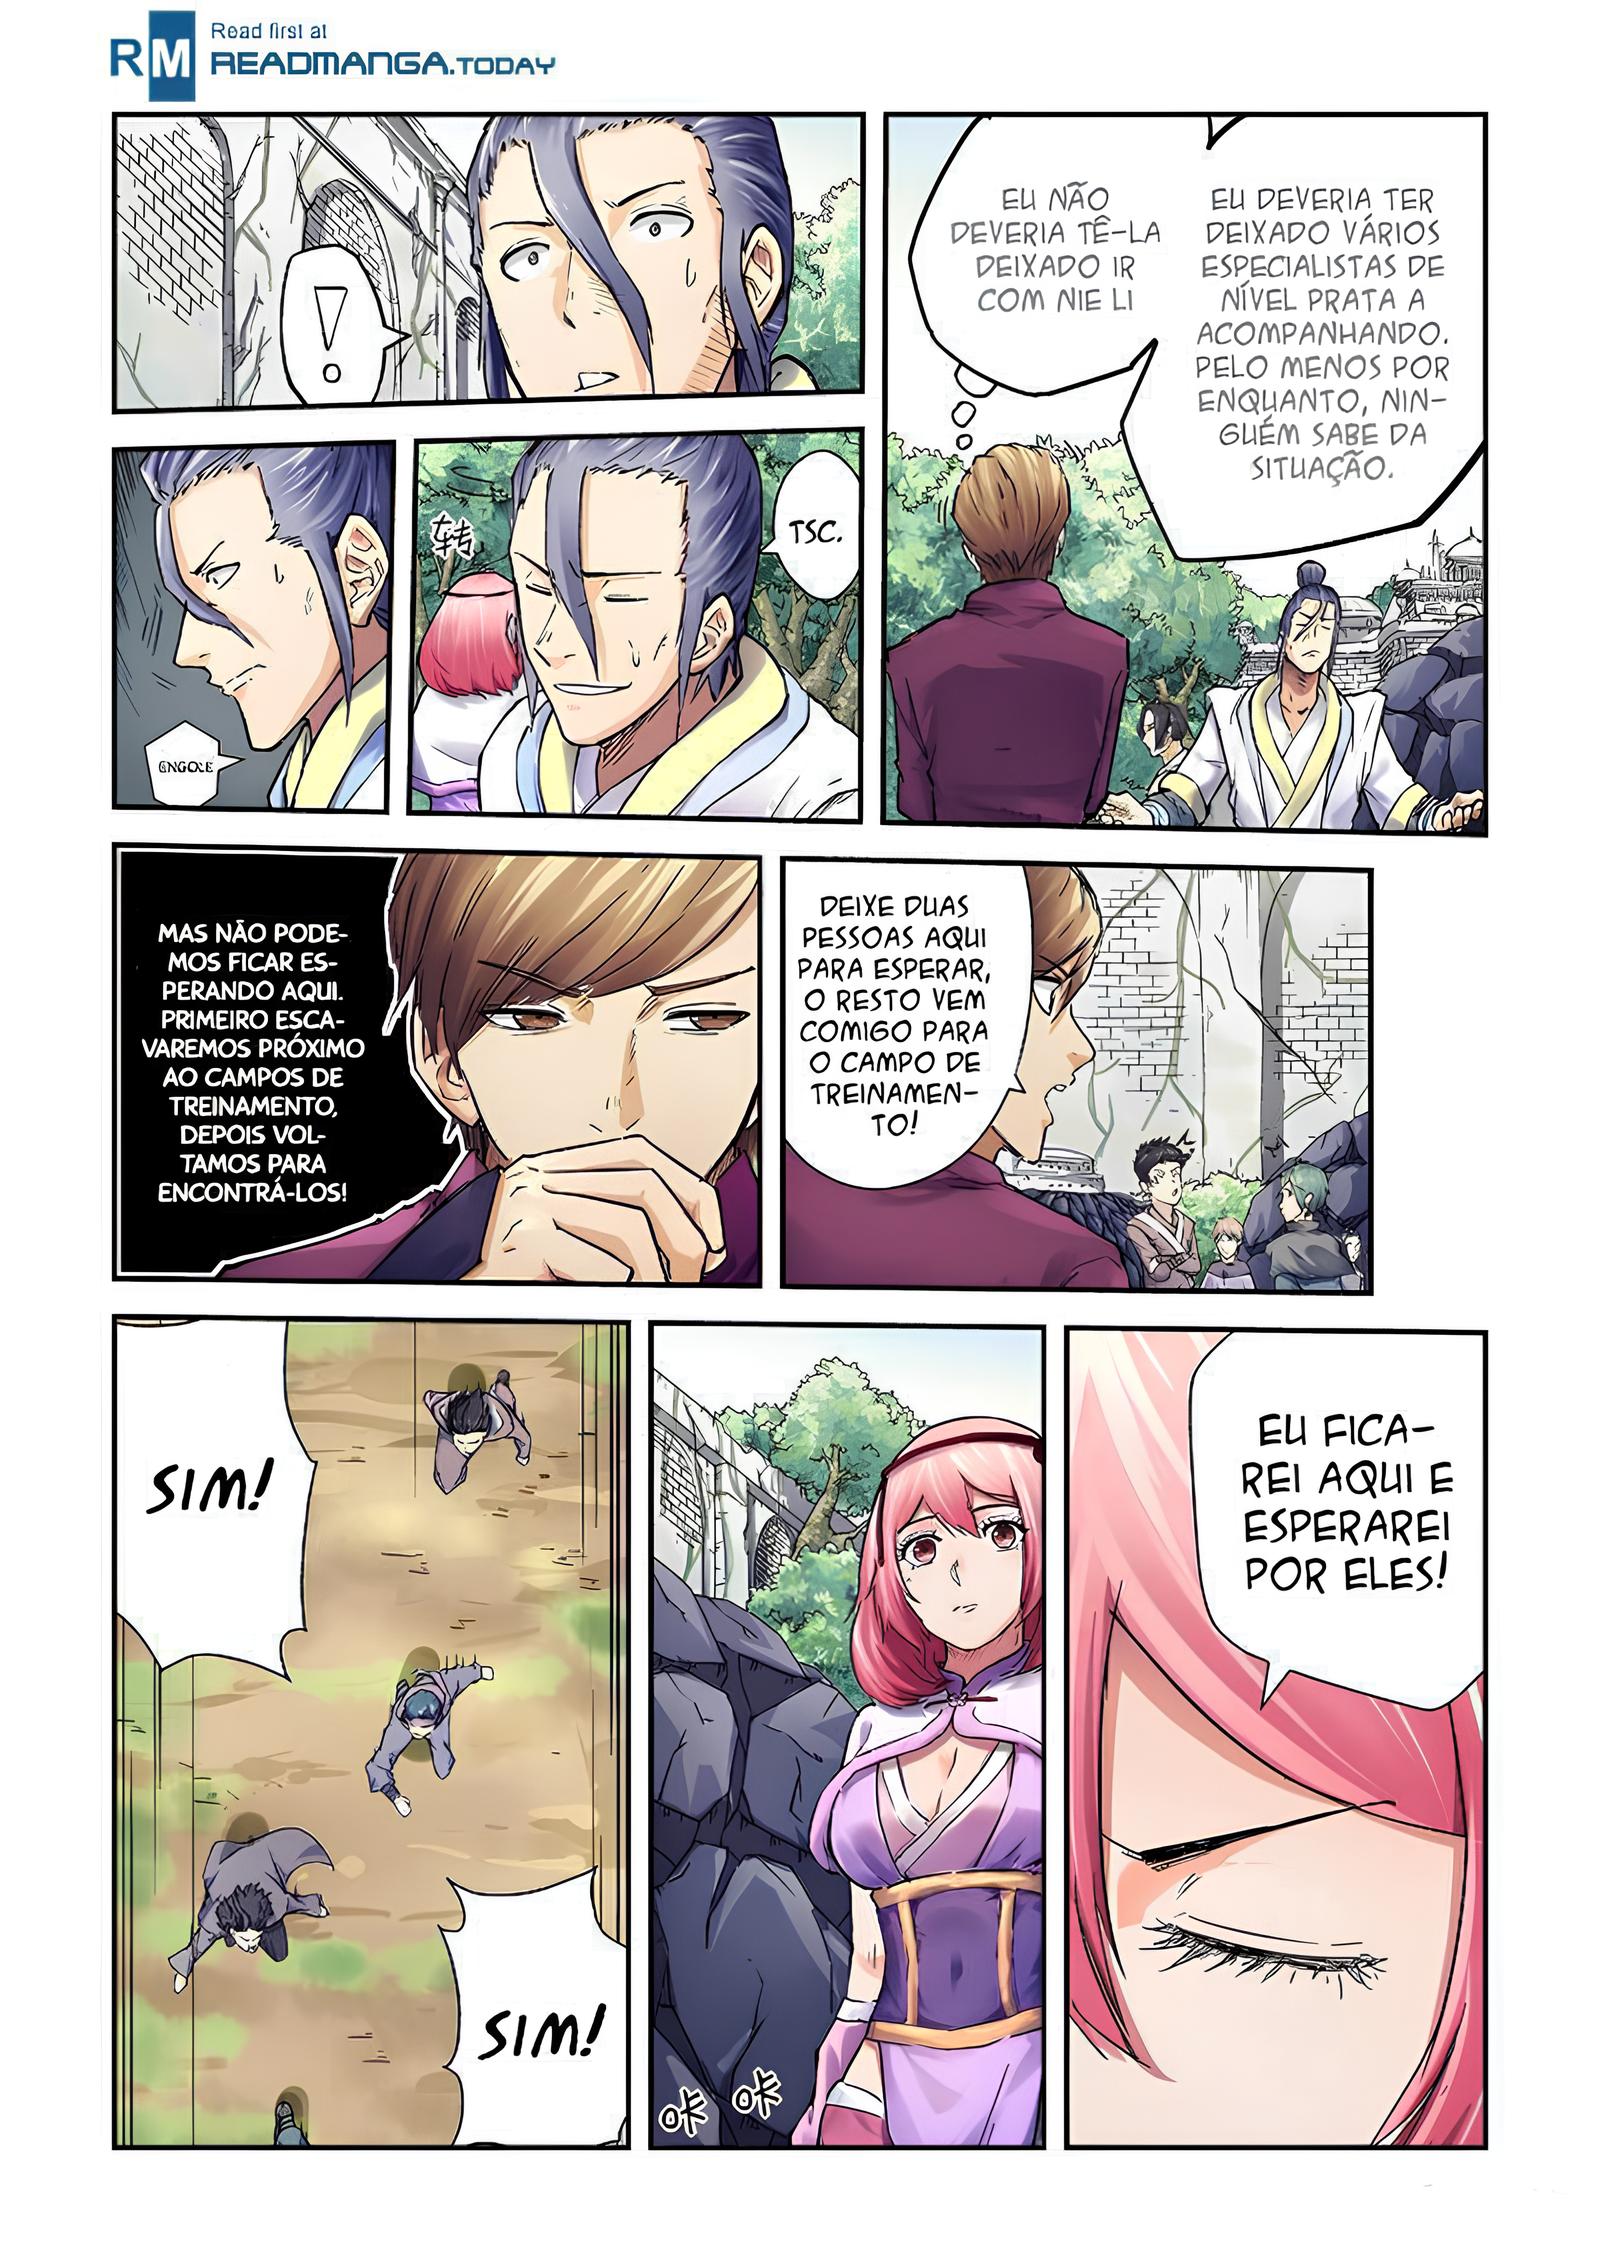 RM
Read first at
READMANGA.TODAY
!
EU NÃO
DEVERIA TÊ-LA
DEIXADO IR
COM NIE LI
EU DEVERIA TER
DEIXADO VÁRIOS
ESPECIALISTAS DE
NÍVEL PRATA A
ACOMPANHANDO.
PELO MENOS POR
ENQUANTO, NIN-
GUÉM SABE DA
SITUAÇÃO.
ENGOLE
转
TSC.
MAS NÃO PODE-
MOS FICAR ES-
PERANDO AQUI.
PRIMEIRO ESCA-
VAREMOS PRÓXIMO
AO CAMPOS DE
TREINAMENTO,
DEPOIS VOL-
TAMOS PARA
ENCONTRÁ-LOS!
DEIXE DUAS
PESSOAS AQUI
PARA ESPERAR,
O RESTO VEM
COMIGO PARA
O CAMPO DE
TREINAMEN-
TO!
SIM!
SIM!
咔 咔
EU FICA-
REI AQUI E
ESPERAREI
POR ELES!